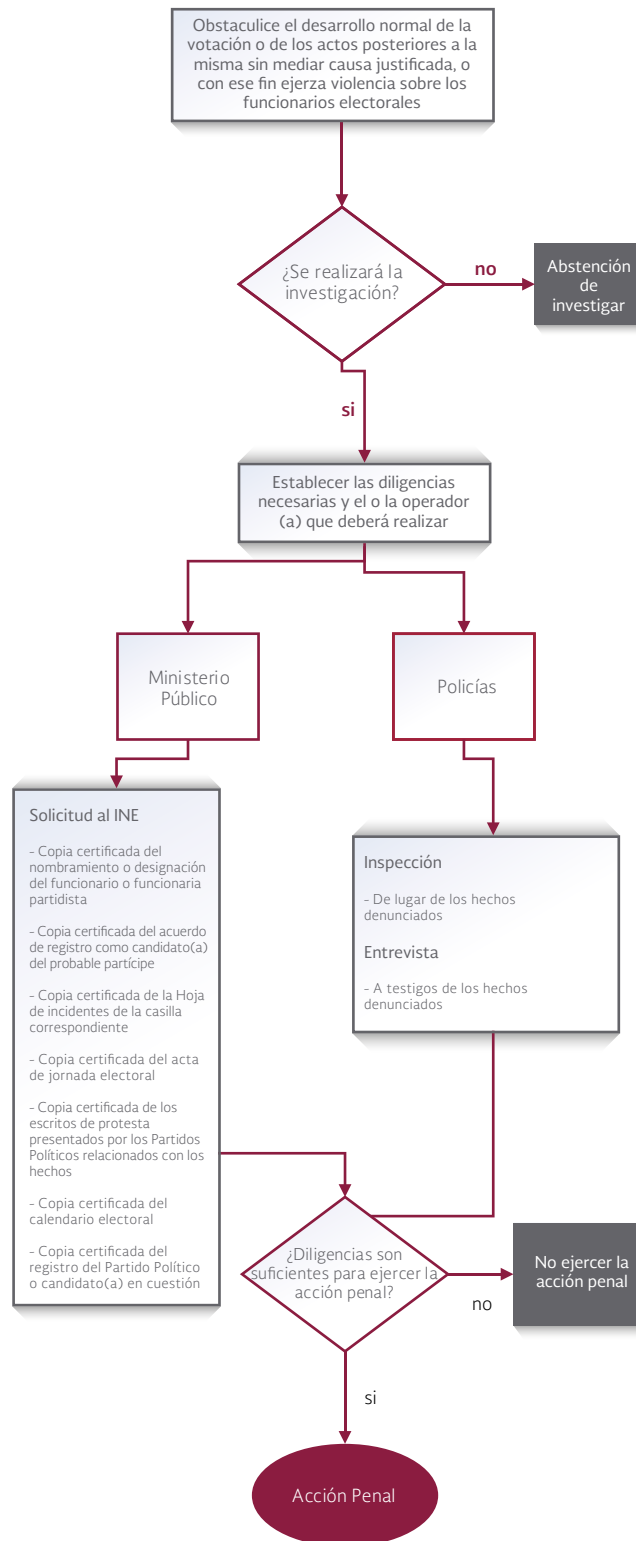 Obstaculice el desarrollo normal de la
votación o de los actos posteriores a la
misma sin mediar causa justificada, o
con ese fin ejerza violencia sobre los
funcionarios electorales
¿Se realizará la
investigación?
no
Abstención
de
investigar
si
Establecer las diligencias
necesarias y el o la operador
(a) que deberá realizar
Ministerio
Público
Policías
Solicitud al INE
- Copia certificada del
nombramiento o designación
del funcionario o funcionaria
partidista
- Copia certificada del acuerdo
de registro como candidato(a)
del probable partícipe
- Copia certificada de la Hoja
de incidentes de la casilla
correspondiente
- Copia certificada del acta
de jornada electoral
- Copia certificada de los
escritos de protesta
presentados por los Partidos
Políticos relacionados con los
hechos
- Copia certificada del
calendario electoral
- Copia certificada del
registro del Partido Político
o candidato(a) en cuestión
Inspección
- De lugar de los hechos
denunciados
Entrevista
- A testigos de los hechos
denunciados
¿Diligencias son
suficientes para ejercer la
acción penal?
no
No ejercer la
acción penal
si
Acción Penal